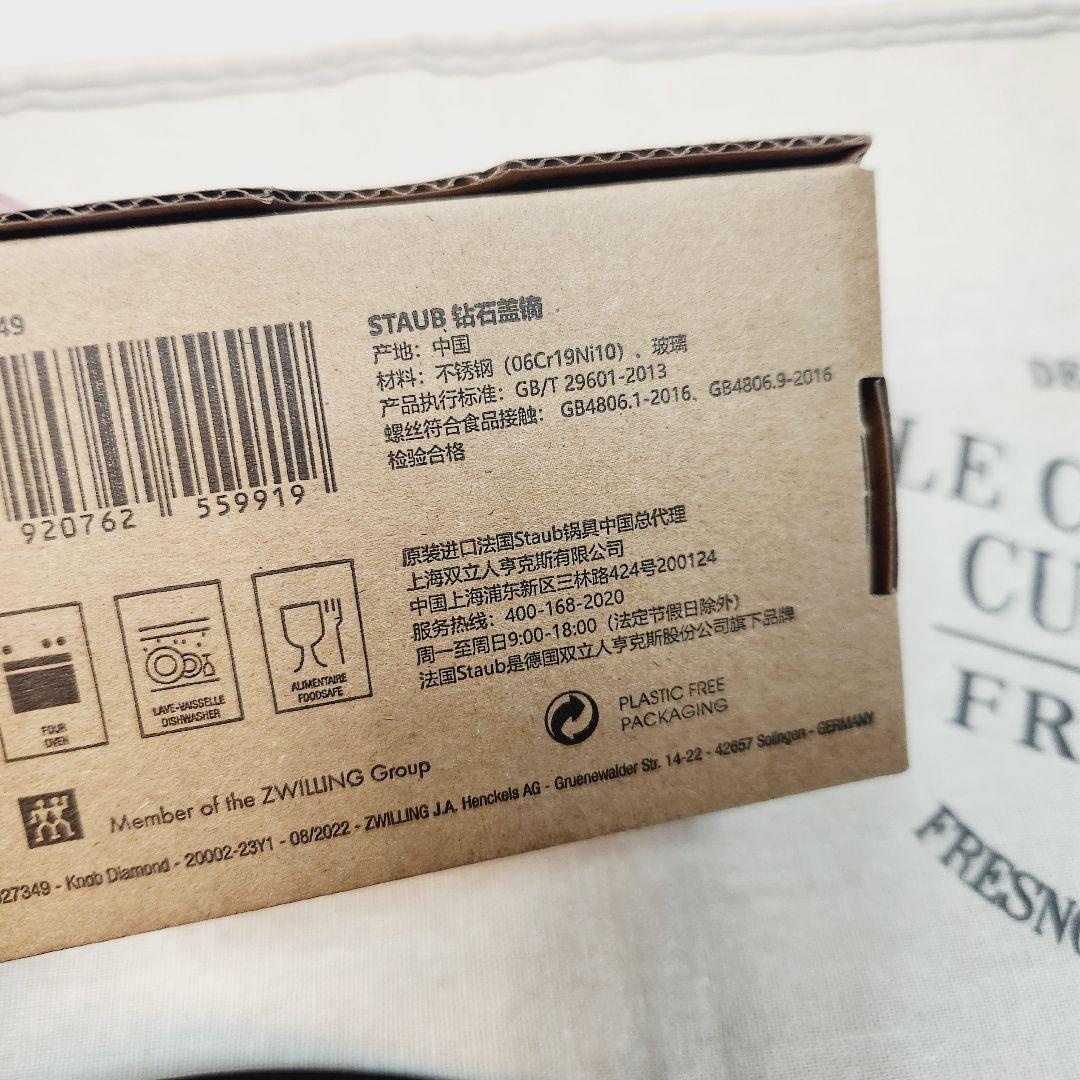 49
STAUB 钻石盖镝
产地：中国
材料：不锈钢（06Cr19Ni10）、玻璃
产品执行标准：GB/T 29601-2013
螺丝符合食品接触： GB4806.1-2016、GB4806.9-2016
检验合格
920762 559919
原装进口法国Staub锅具中国总代理
上海双立人亨克斯有限公司
中国上海浦东新区三林路424号200124
服务热线：400-168-2020
周一至周日9:00-18:00（法定节假日除外）
法国Staub是德国双立人亨克斯股份公司旗下品牌
FOUR
OVEN
LAVE-VAISSELLE
DISHWASHER
ALIMENTAIRE
FOODSAFE
PLASTIC FREE
PACKAGING
Member of the ZWILLING Group
27349 - Knob Diamond - 20002-23Y1 - 08/2022 - ZWILLING J.A. Henckels AG - Gruenewalder Str. 14-22 - 42657 Solingen - GERMANY
DE
LE C
CU
FR
FRESNO